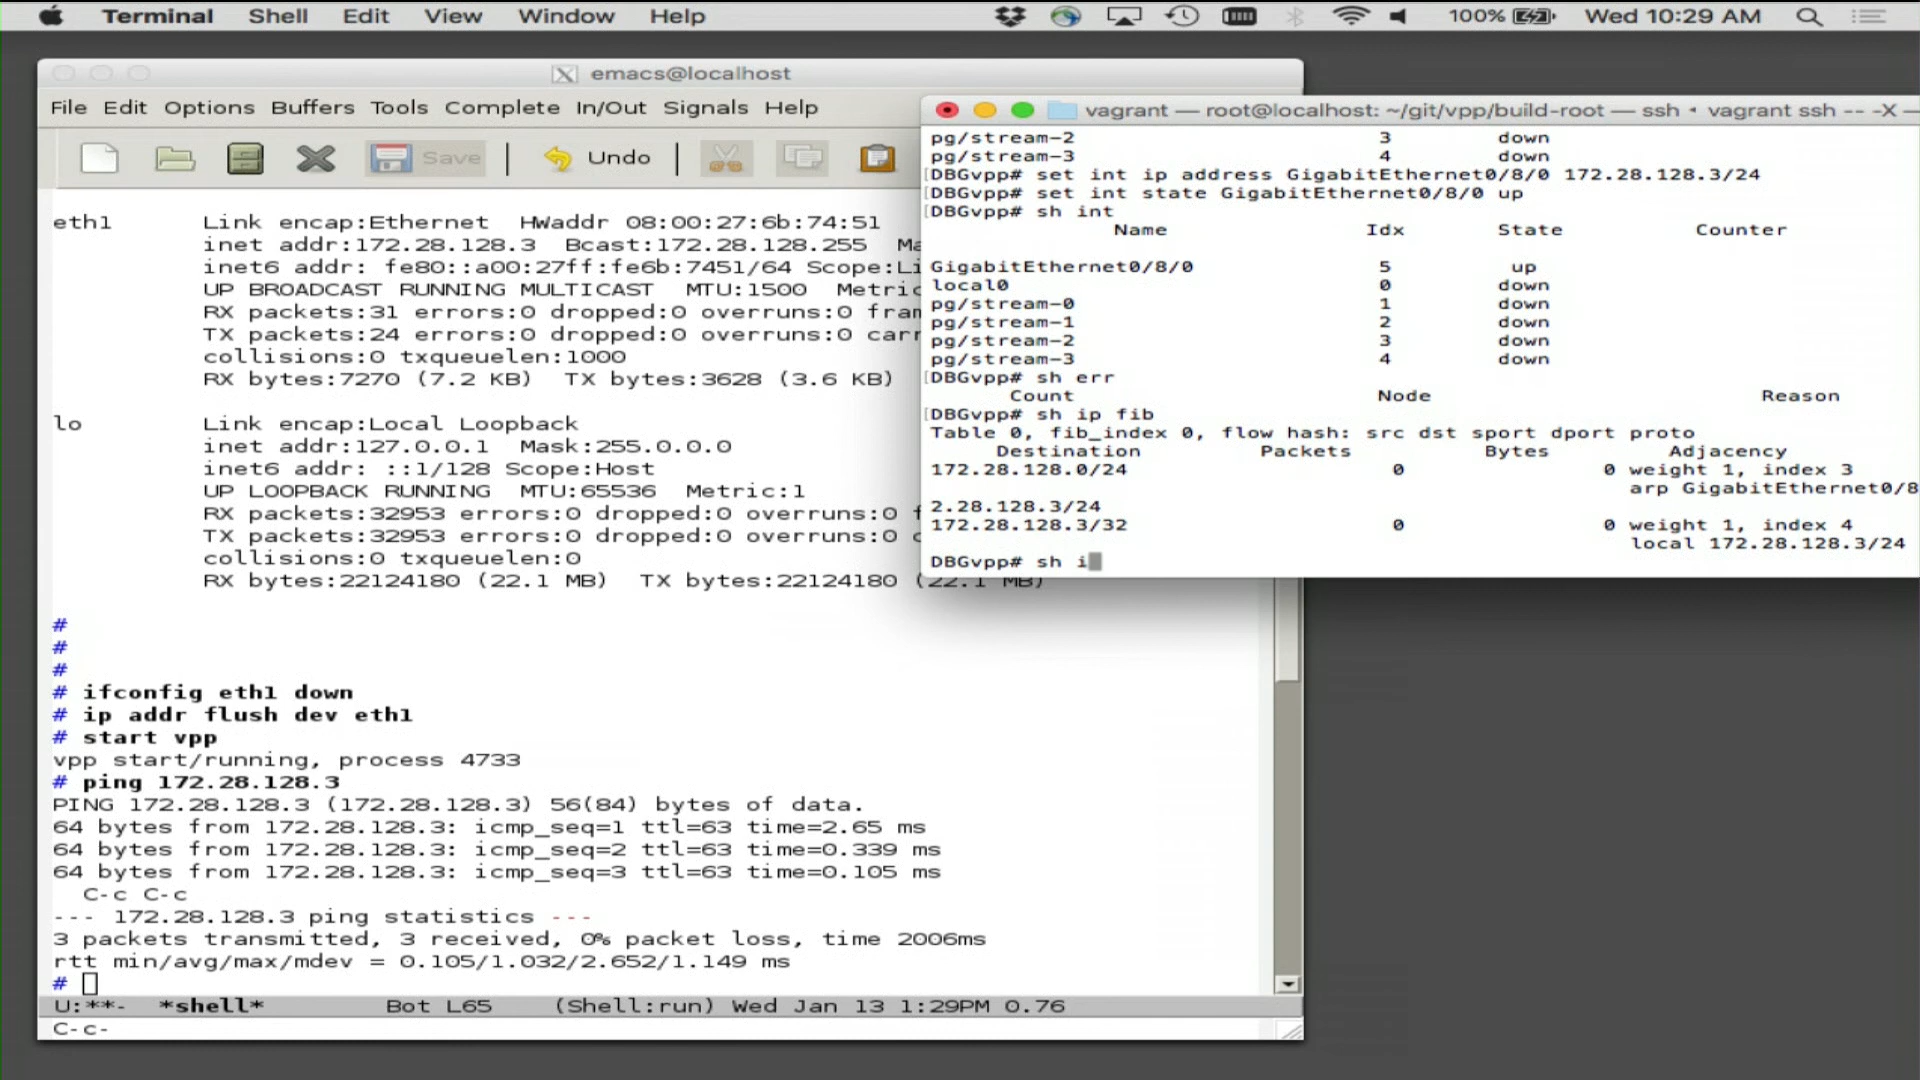 Terminal Shell Edit View Window Help 100% Wed 10:29 AM
emacs@localhost
File Edit Options Buffers Tools Complete In/Out Signals Help
Save Undo
eth1 Link encap:Ethernet HWaddr 08:00:27:6b:74:51
inet addr:172.28.128.3 Bcast:172.28.128.255 Ma
inet6 addr: fe80::a00:27ff:fe6b:7451/64 Scope:Li
UP BROADCAST RUNNING MULTICAST MTU:1500 Metric
RX packets:31 errors:0 dropped:0 overruns:0 fram
TX packets:24 errors:0 dropped:0 overruns:0 carr
collisions:0 txqueuelen:1000
RX bytes:7270 (7.2 KB) TX bytes:3628 (3.6 KB)
lo Link encap:Local Loopback
inet addr:127.0.0.1 Mask:255.0.0.0
inet6 addr: ::1/128 Scope:Host
UP LOOPBACK RUNNING MTU:65536 Metric:1
RX packets:32953 errors:0 dropped:0 overruns:0 f
TX packets:32953 errors:0 dropped:0 overruns:0 c
collisions:0 txqueuelen:0
RX bytes:22124180 (22.1 MB) TX bytes:22124180 (22.1 MB)
#
#
#
# ifconfig eth1 down
# ip addr flush dev eth1
# start vpp
vpp start/running, process 4733
# ping 172.28.128.3
PING 172.28.128.3 (172.28.128.3) 56(84) bytes of data.
64 bytes from 172.28.128.3: icmp_seq=1 ttl=63 time=2.65 ms
64 bytes from 172.28.128.3: icmp_seq=2 ttl=63 time=0.339 ms
64 bytes from 172.28.128.3: icmp_seq=3 ttl=63 time=0.105 ms
C-c C-c
--- 172.28.128.3 ping statistics ---
3 packets transmitted, 3 received, 0% packet loss, time 2006ms
rtt min/avg/max/mdev = 0.105/1.032/2.652/1.149 ms
#
U:**- *shell* Bot L65 (Shell:run) Wed Jan 13 1:29PM 0.76
C-c-
vagrant — root@localhost: ~/git/vpp/build-root — ssh • vagrant ssh -- -X —
pg/stream-2 3 down
pg/stream-3 4 down
[DBGvpp# set int ip address GigabitEthernet0/8/0 172.28.128.3/24
[DBGvpp# set int state GigabitEthernet0/8/0 up
[DBGvpp# sh int
Name Idx State Counter
GigabitEthernet0/8/0 5 up
local0 0 down
pg/stream-0 1 down
pg/stream-1 2 down
pg/stream-2 3 down
pg/stream-3 4 down
[DBGvpp# sh err
Count Node Reason
[DBGvpp# sh ip fib
Table 0, fib_index 0, flow hash: src dst sport dport proto
Destination Packets Bytes Adjacency
172.28.128.0/24 0 0 weight 1, index 3
arp GigabitEthernet0/8
2.28.128.3/24
172.28.128.3/32 0 0 weight 1, index 4
local 172.28.128.3/24
DBGvpp# sh i